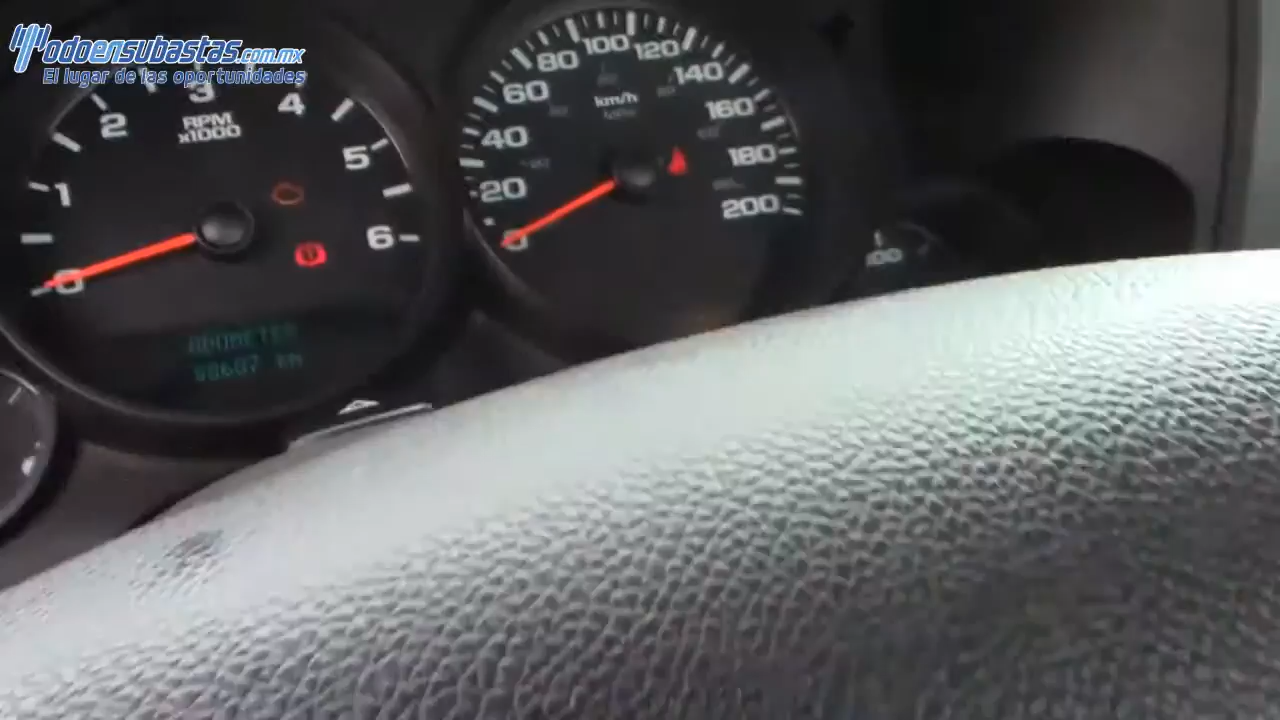 Todoensubastas.com.mx
El lugar de las oportunidades
0 1 2 3 4 5 6
RPM
x1000
ODOMETER
0 20 40 60 80 100 120 140 160 180 200
km/h
100